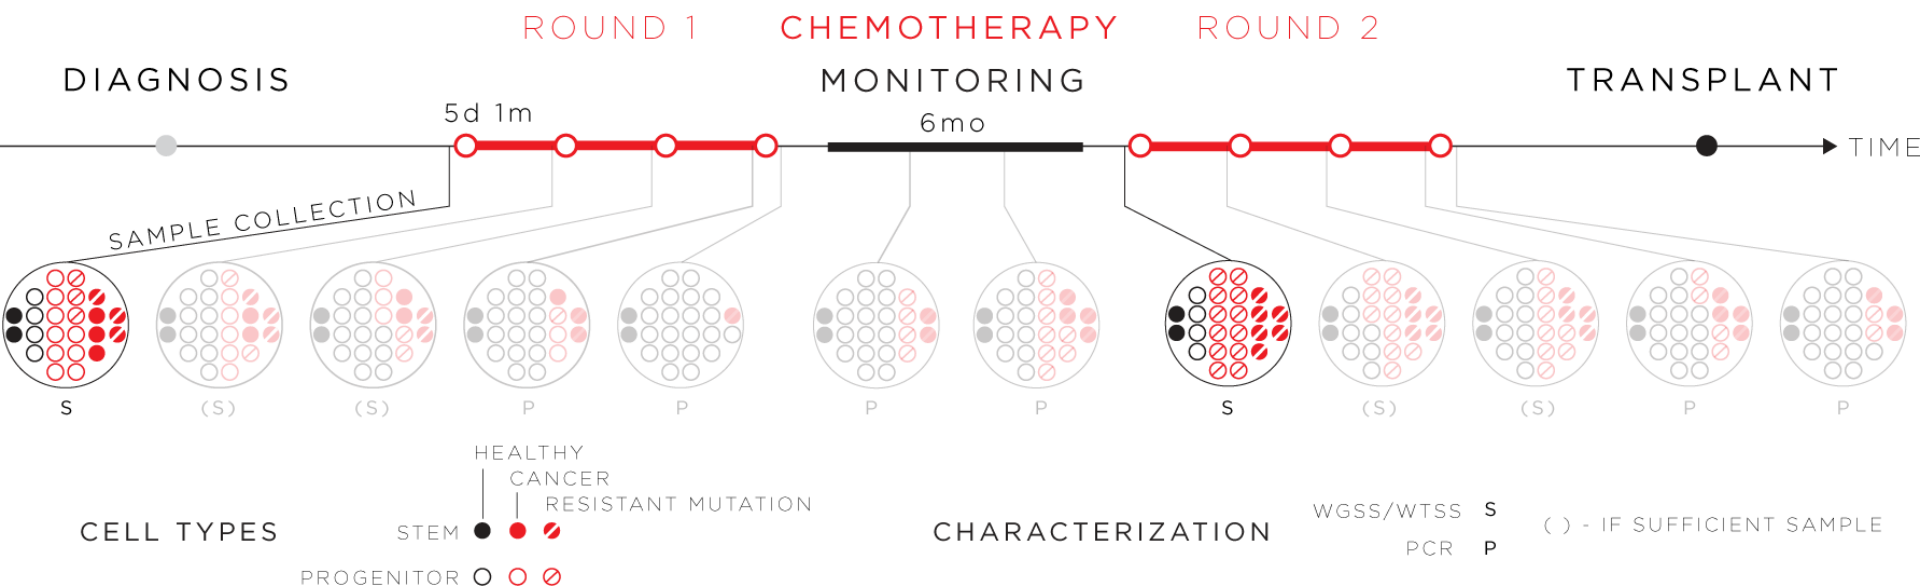 ROUND 1 CHEMOTHERAPY ROUND 2
DIAGNOSIS MONITORING TRANSPLANT
5d 1m 6mo
TIME
SAMPLE COLLECTION
S (S) (S) P P P P S (S) (S) P P
HEALTHY
CANCER
RESISTANT MUTATION
CELL TYPES
STEM
PROGENITOR
CHARACTERIZATION
WGSS/WTSS S
PCR P
( ) - IF SUFFICIENT SAMPLE